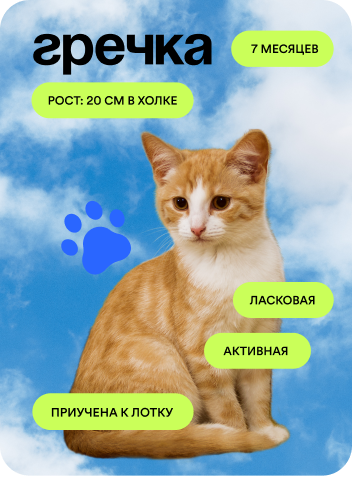 гречка
7 МЕСЯЦЕВ
РОСТ: 20 СМ В ХОЛКЕ
ЛАСКОВАЯ
АКТИВНАЯ
ПРИУЧЕНА К ЛОТКУ